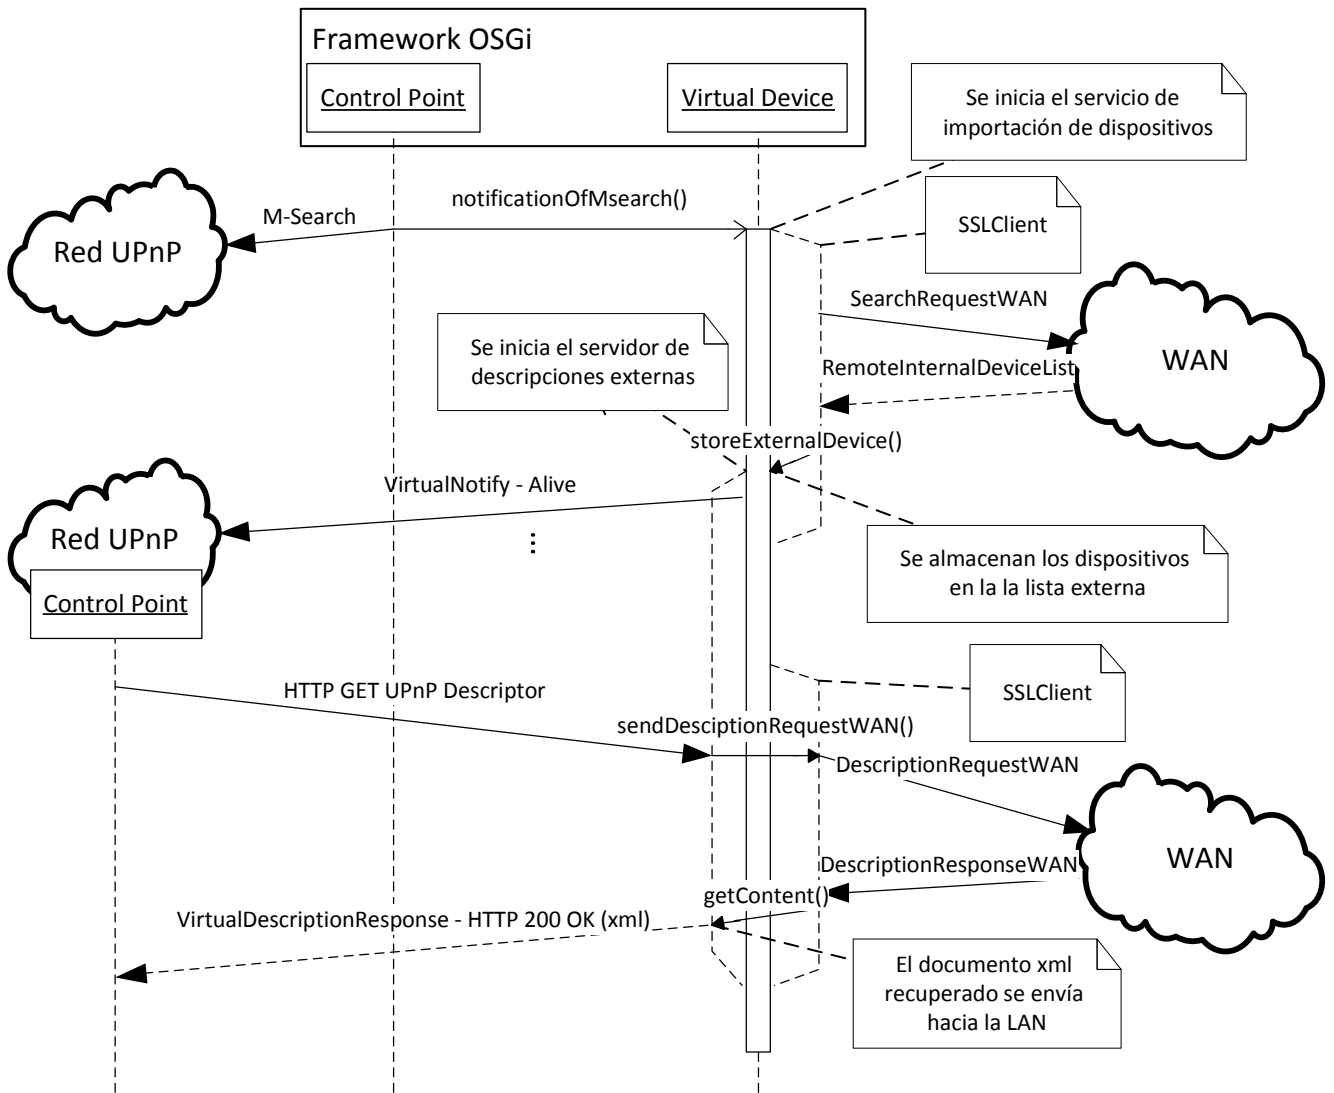 Framework OSGi
Control Point
Virtual Device
Se inicia el servicio de
importación de dispositivos
notificationOfMsearch()
M-Search
SSLClient
Red UPnP
SearchRequestWAN
Se inicia el servidor de
descripciones externas
WAN
RemoteInternalDeviceList
storeExternalDevice()
VirtualNotify - Alive
Red UPnP
...
Se almacenan los dispositivos
en la la lista externa
Control Point
HTTP GET UPnP Descriptor
SSLClient
sendDesciptionRequestWAN()
DescriptionRequestWAN
WAN
DescriptionResponseWAN
getContent()
VirtualDescriptionResponse - HTTP 200 OK (xml)
El documento xml
recuperado se envía
hacia la LAN